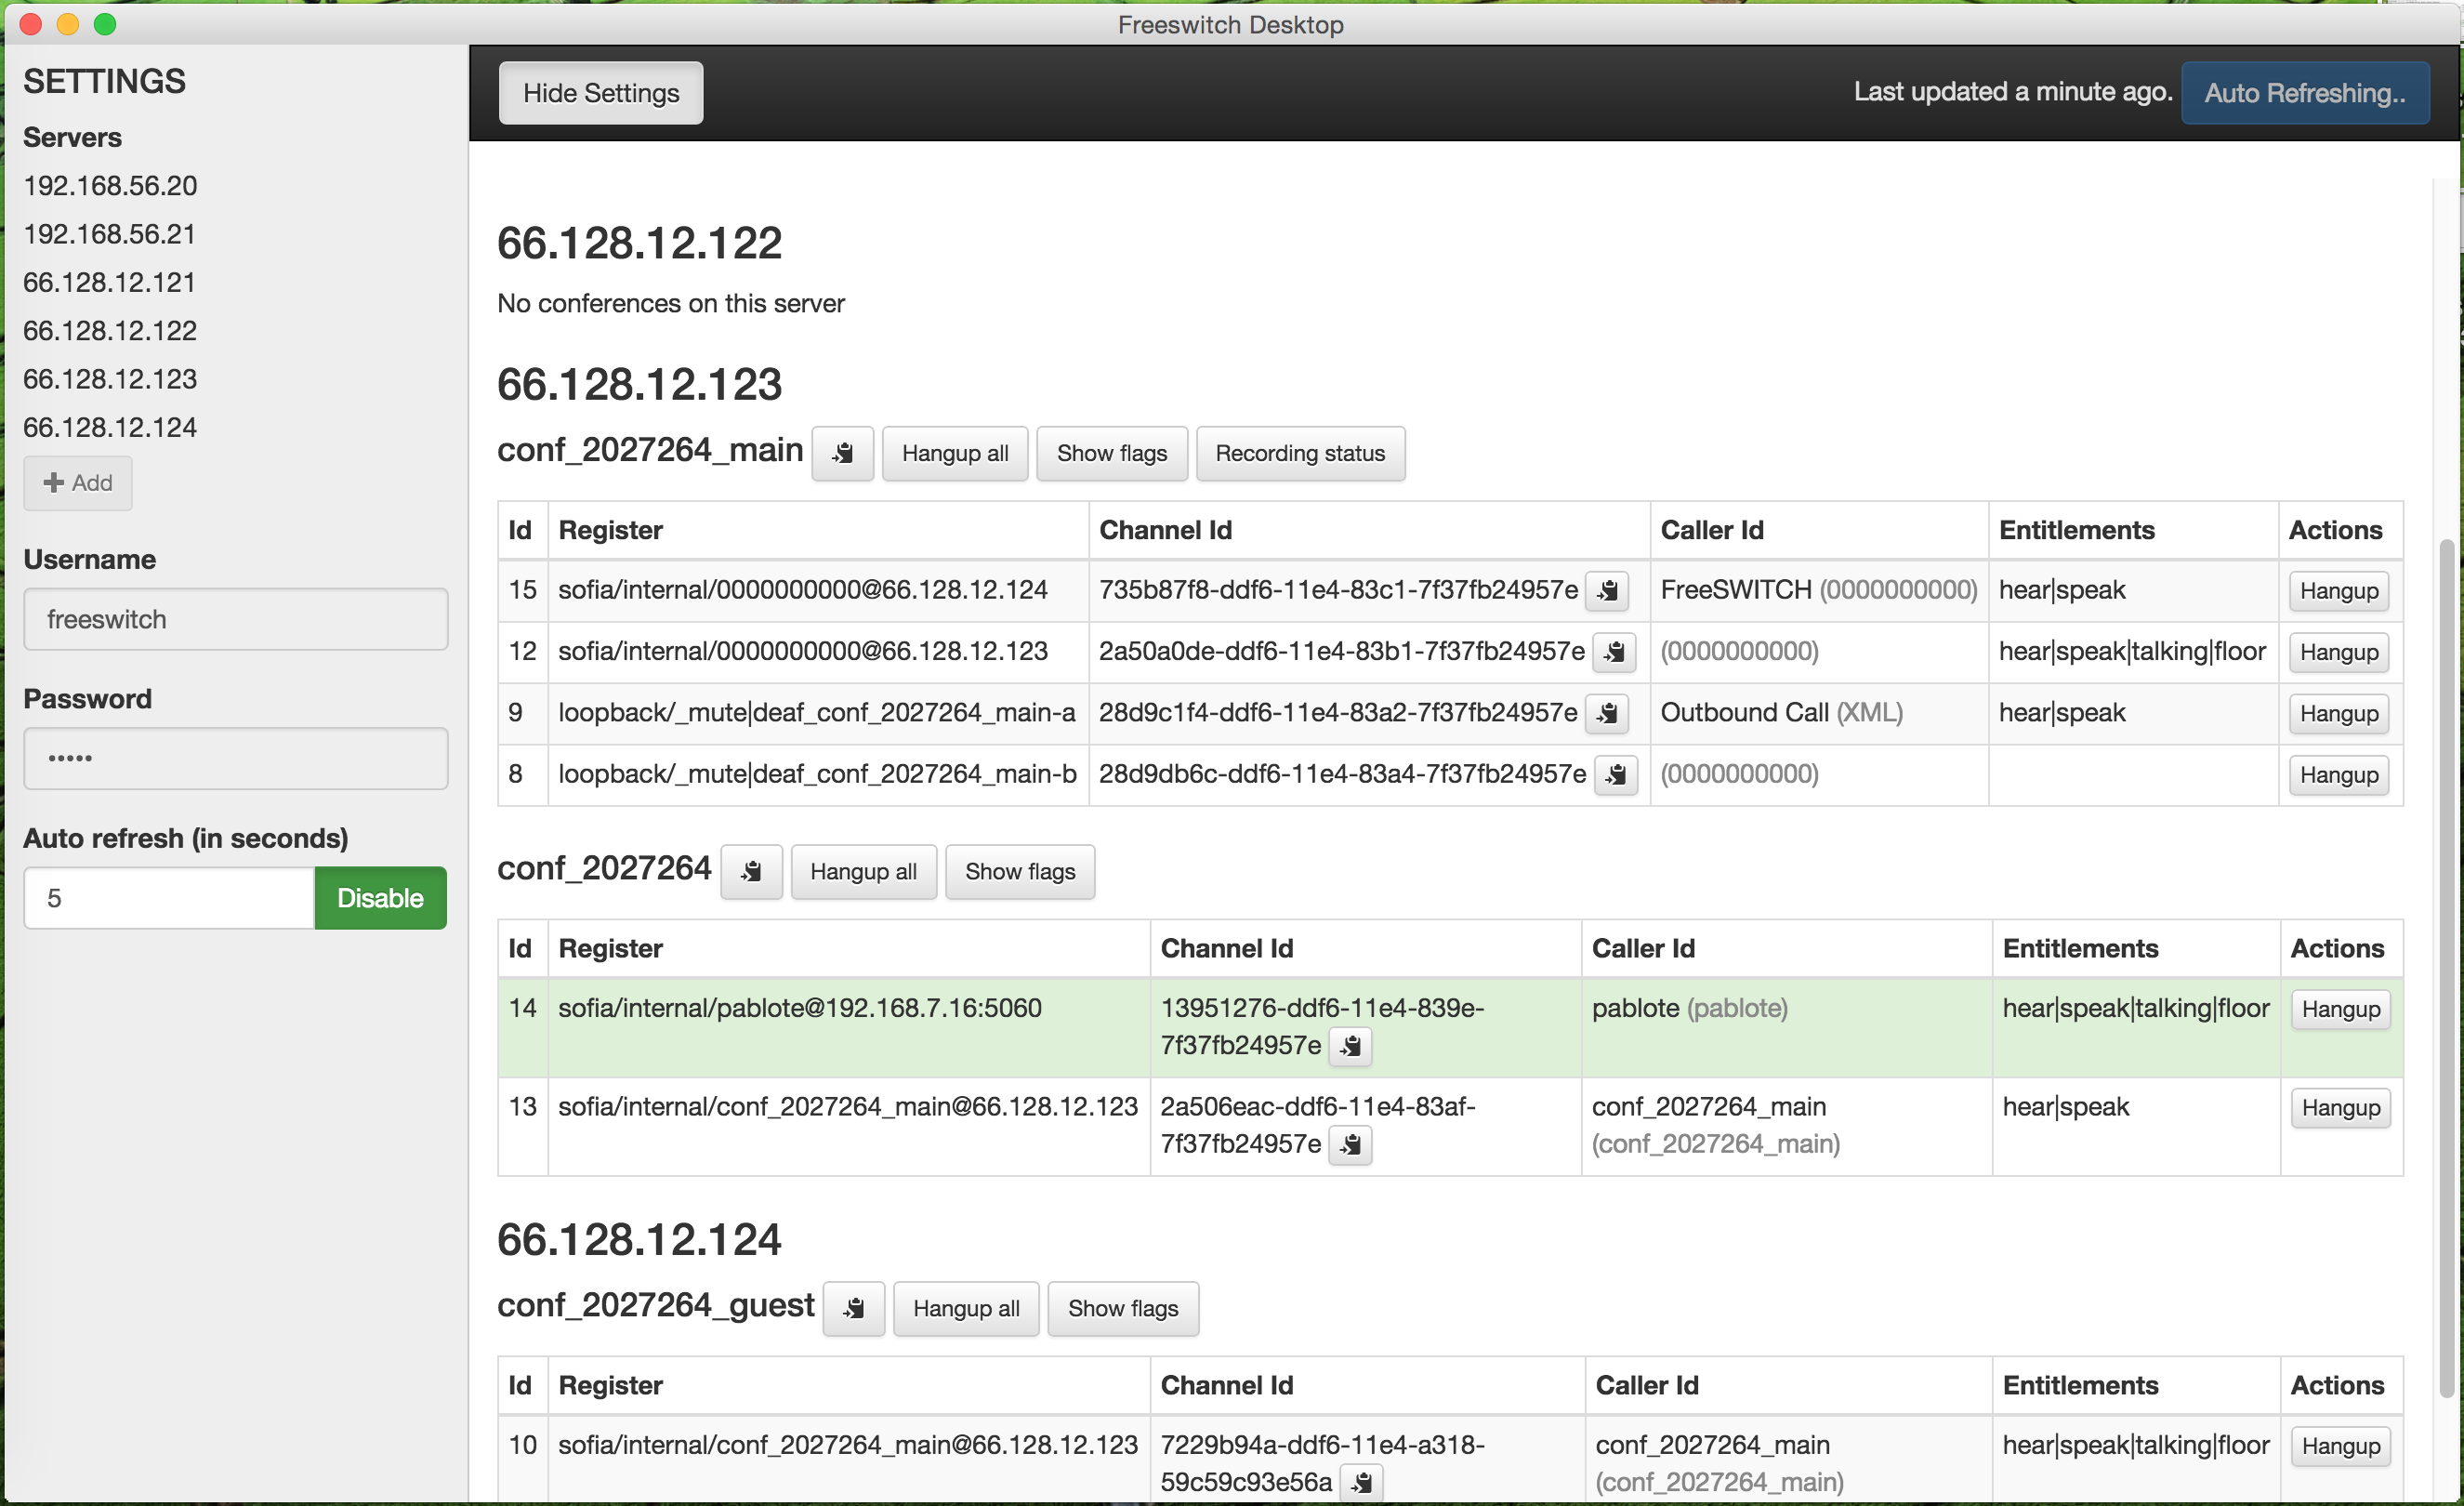 Freeswitch Desktop
SETTINGS
Servers
192.168.56.20
192.168.56.21
66.128.12.121
66.128.12.122
66.128.12.123
66.128.12.124
Add
Username
freeswitch
Password
•••••
Auto refresh (in seconds)
5 Disable
Hide Settings Last updated a minute ago. Auto Refreshing..
66.128.12.122
No conferences on this server
66.128.12.123
conf_2027264_main Hangup all Show flags Recording status
Id Register Channel Id Caller Id Entitlements Actions
15 sofia/internal/0000000000@66.128.12.124 735b87f8-ddf6-11e4-83c1-7f37fb24957e FreeSWITCH (0000000000) hear|speak Hangup
12 sofia/internal/0000000000@66.128.12.123 2a50a0de-ddf6-11e4-83b1-7f37fb24957e (0000000000) hear|speak|talking|floor Hangup
9 loopback/_mute|deaf_conf_2027264_main-a 28d9c1f4-ddf6-11e4-83a2-7f37fb24957e Outbound Call (XML) hear|speak Hangup
8 loopback/_mute|deaf_conf_2027264_main-b 28d9db6c-ddf6-11e4-83a4-7f37fb24957e (0000000000) Hangup
conf_2027264 Hangup all Show flags
Id Register Channel Id Caller Id Entitlements Actions
14 sofia/internal/pablote@192.168.7.16:5060 13951276-ddf6-11e4-839e- pablote (pablote) hear|speak|talking|floor Hangup
7f37fb24957e
13 sofia/internal/conf_2027264_main@66.128.12.123 2a506eac-ddf6-11e4-83af- conf_2027264_main hear|speak Hangup
7f37fb24957e (conf_2027264_main)
66.128.12.124
conf_2027264_guest Hangup all Show flags
Id Register Channel Id Caller Id Entitlements Actions
10 sofia/internal/conf_2027264_main@66.128.12.123 7229b94a-ddf6-11e4-a318- conf_2027264_main hear|speak|talking|floor Hangup
59c59c93e56a (conf_2027264_main)